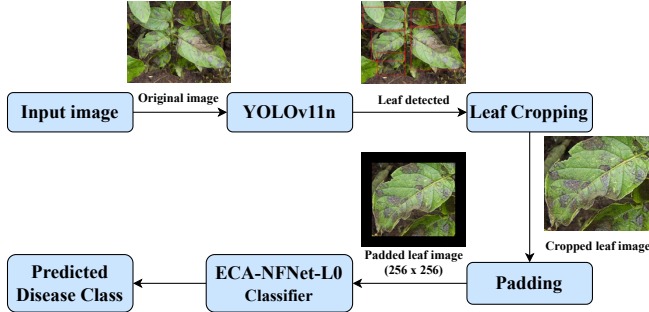 Input image
Original image
YOLOv11n
Leaf detected
Leaf Cropping
Cropped leaf image
Padding
Padded leaf image
(256 x 256)
ECA-NFNet-L0
Classifier
Predicted
Disease Class